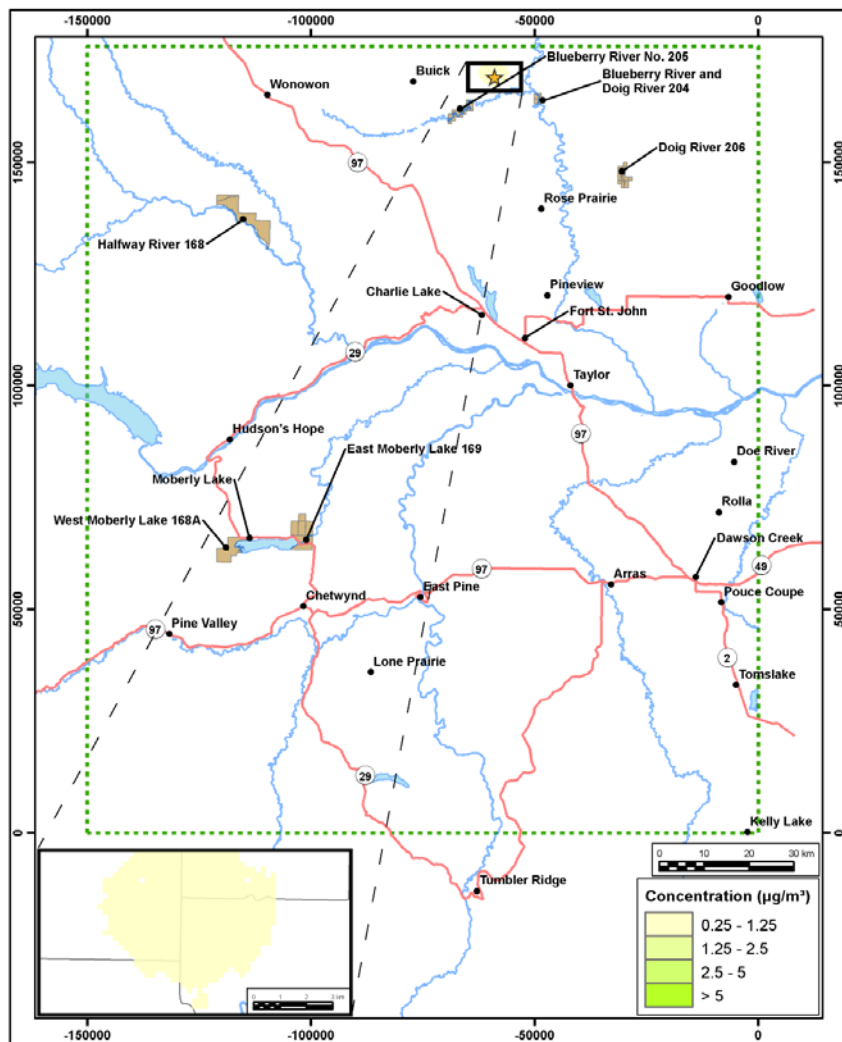 -150000 -100000 -50000 0
Buick
Blueberry River No. 205
Wonowon
Blueberry River and
Doig River 204
150000
150000
97
Doig River 206
Rose Prairie
Halfway River 168
Pineview
Goodlow
Charlie Lake
Fort St. John
29
100000
100000
Taylor
97
Hudson's Hope
East Moberly Lake 169
Doe River
Moberly Lake
Rolla
West Moberly Lake 168A
Dawson Creek
97
49
Arras
East Pine
Pouce Coupe
Chetwynd
50000
50000
97
Pine Valley
2
Lone Prairie
Tomslake
29
Kelly Lake
0
0
0 10 20 30 km
Tumbler Ridge
Concentration (µg/m³)
0.25 - 1.25
1.25 - 2.5
2.5 - 5
> 5
0 1 2 3 km
-150000 -100000 -50000 0